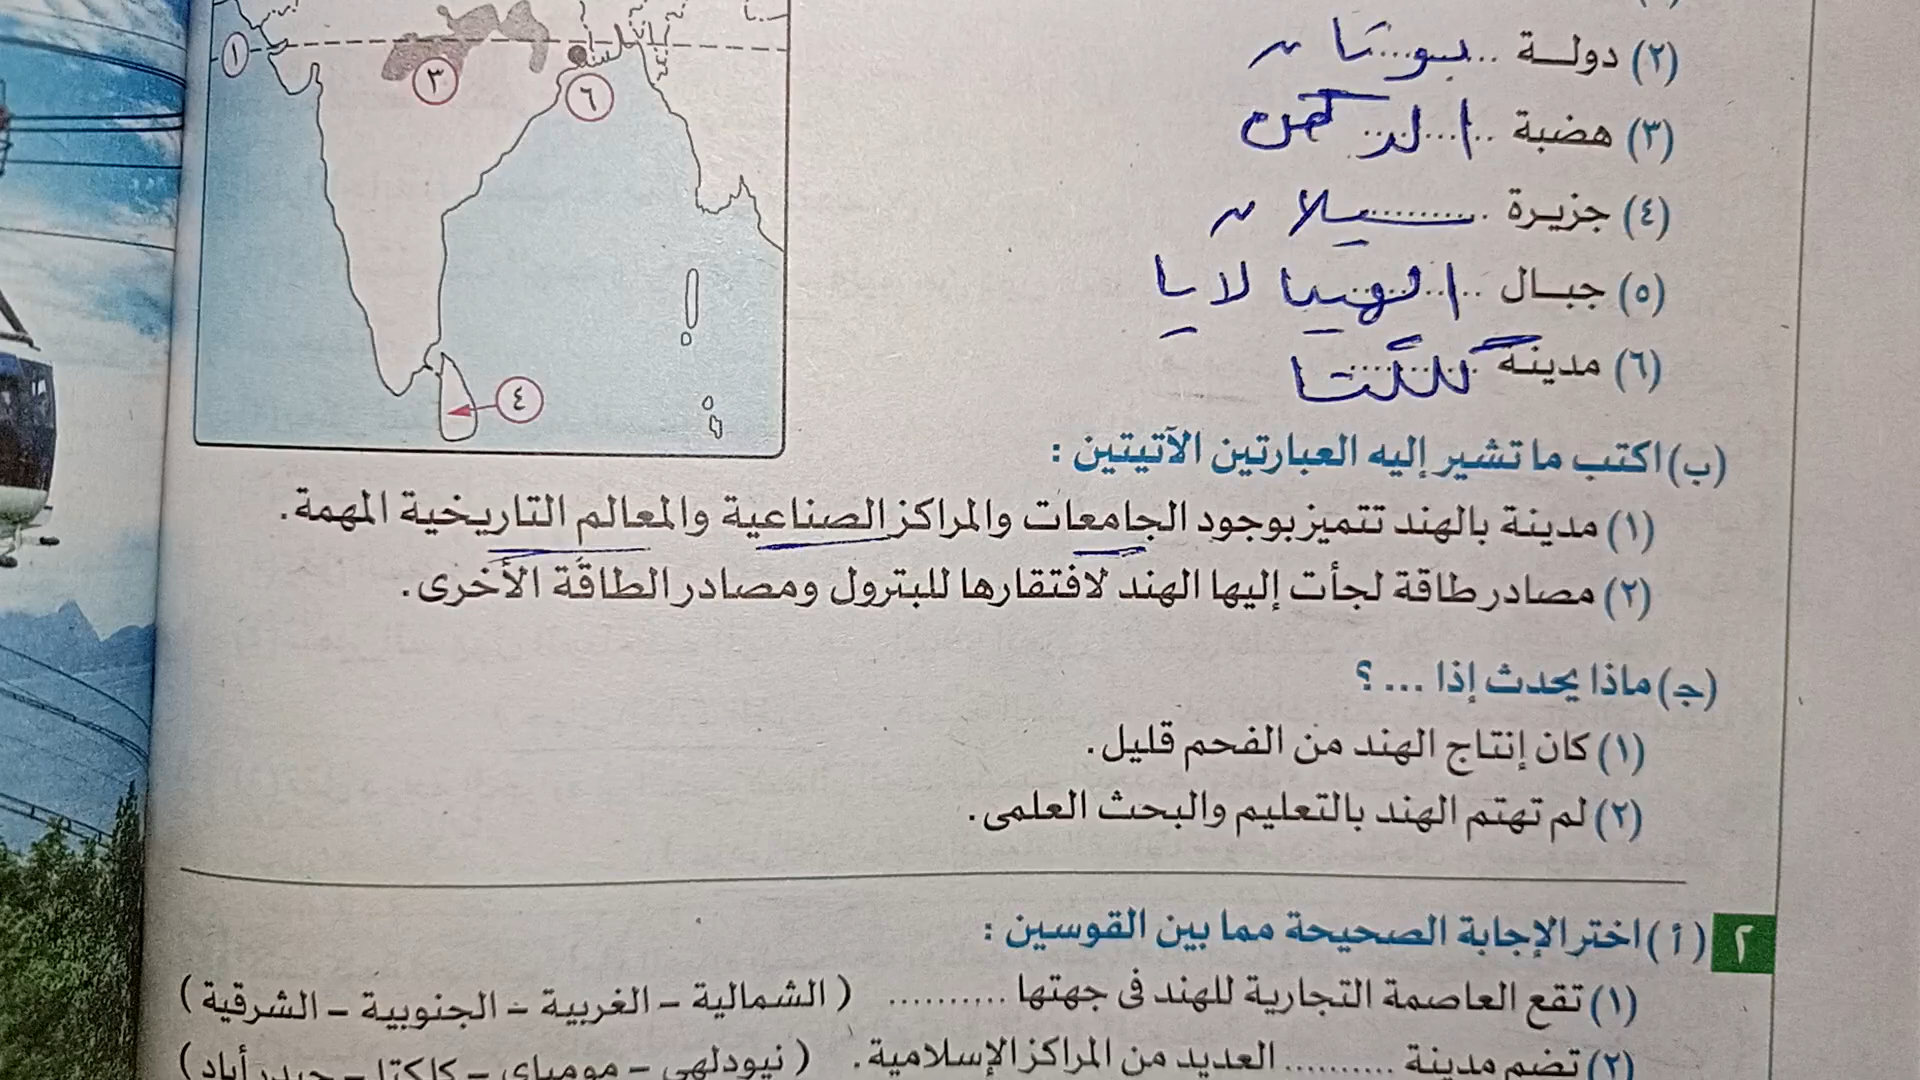 (٢) دولة بوتان
(٣) هضبة الدكن
(٤) جزيرة سيلان
(٥) جبال الهيمالايا
(٦) مدينة كلكتا
١
٣
٦
٤
(ب) اكتب ما تشير إليه العبارتين الآتيتين :
(١) مدينة بالهند تتميز بوجود الجامعات والمراكز الصناعية والمعالم التاريخية المهمة.
(٢) مصادر طاقة لجأت إليها الهند لافتقارها للبترول ومصادر الطاقة الأخرى.
(جـ) ماذا يحدث إذا ... ؟
(١) كان إنتاج الهند من الفحم قليل.
(٢) لم تهتم الهند بالتعليم والبحث العلمى.
٢ (أ) اختر الإجابة الصحيحة مما بين القوسين :
(١) تقع العاصمة التجارية للهند فى جهتها .......... (الشمالية – الغربية – الجنوبية – الشرقية)
(٢) تضم مدينة .......... العديد من المراكز الإسلامية. (نيودلهى – مومباى – كلكتا – حيدر أباد)